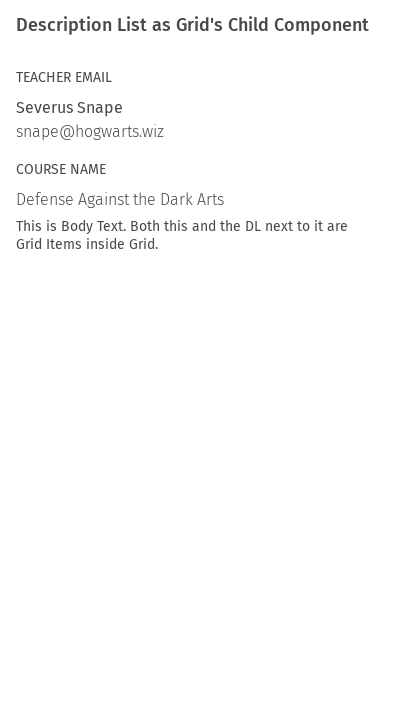 Description List as Grid's Child Component
TEACHER EMAIL
Severus Snape
snape@hogwarts.wiz
COURSE NAME
Defense Against the Dark Arts
This is Body Text. Both this and the DL next to it are
Grid Items inside Grid.